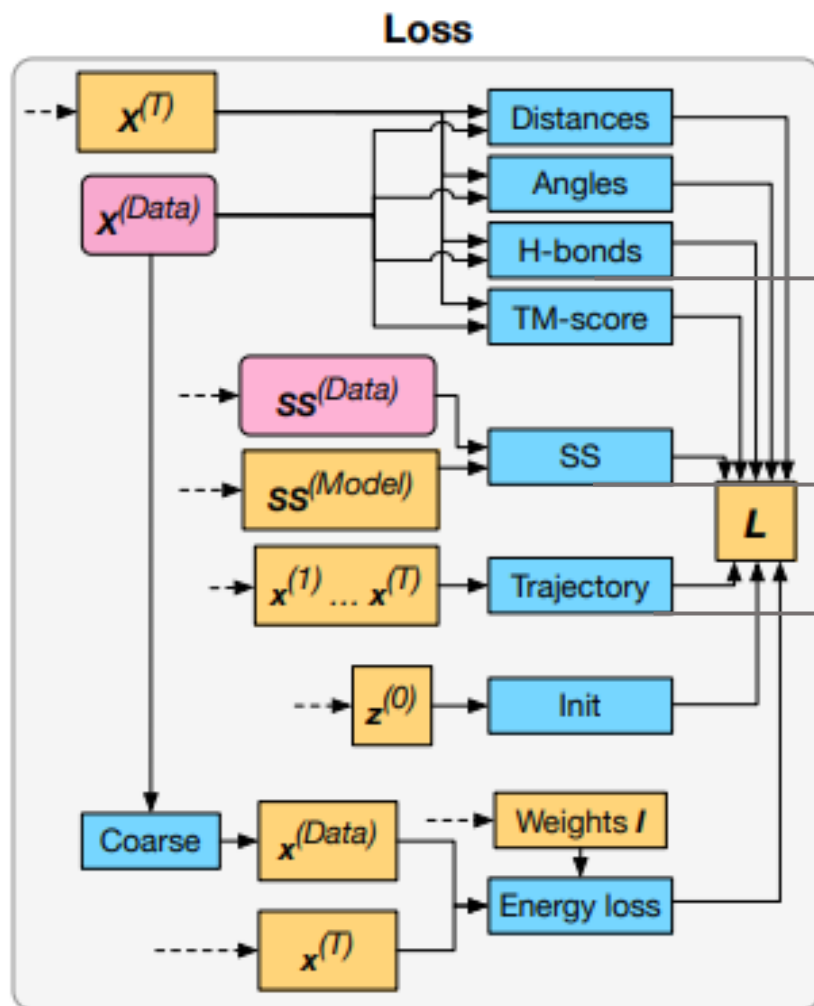 Loss
X^(T)
Distances
X^(Data)
Angles
H-bonds
TM-score
SS^(Data)
SS
SS^(Model)
L
x^(1) ... x^(T)
Trajectory
z^(0)
Init
Coarse
x^(Data)
Weights l
Energy loss
x^(T)